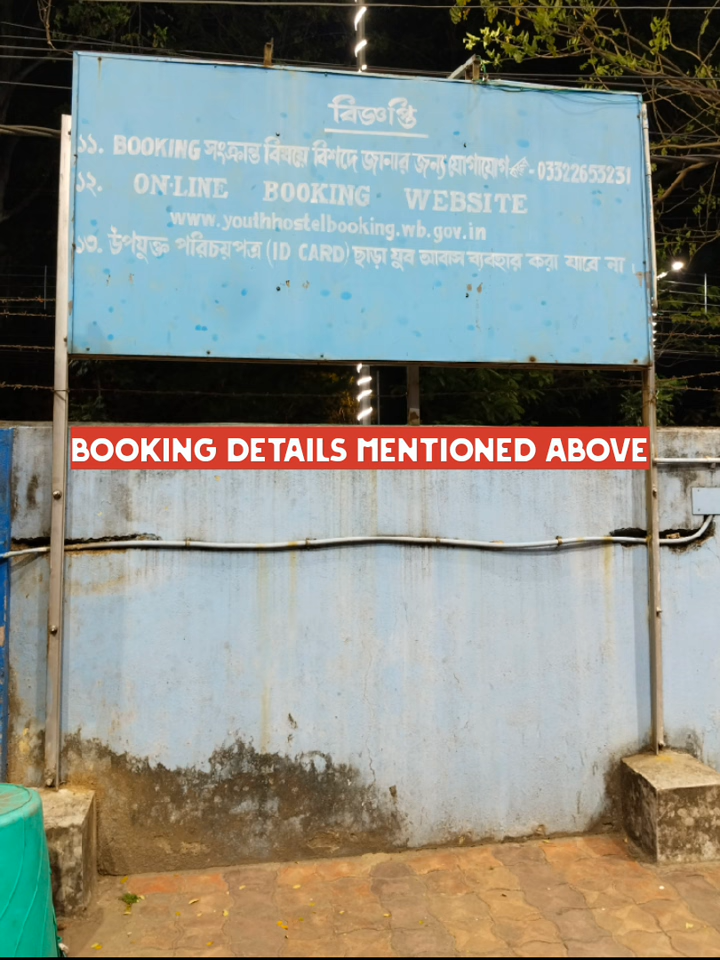 বিজ্ঞপ্তি
১১. BOOKING সংক্রান্ত বিষয়ে বিশদে জানার জন্য যোগাযোগ - 03322653231
১২. ON-LINE BOOKING WEBSITE
www.youthhostelbooking.wb.gov.in
১৩. উপযুক্ত পরিচয়পত্র (ID CARD) ছাড়া যুব আবাস ব্যবহার করা যাবে না।
BOOKING DETAILS MENTIONED ABOVE